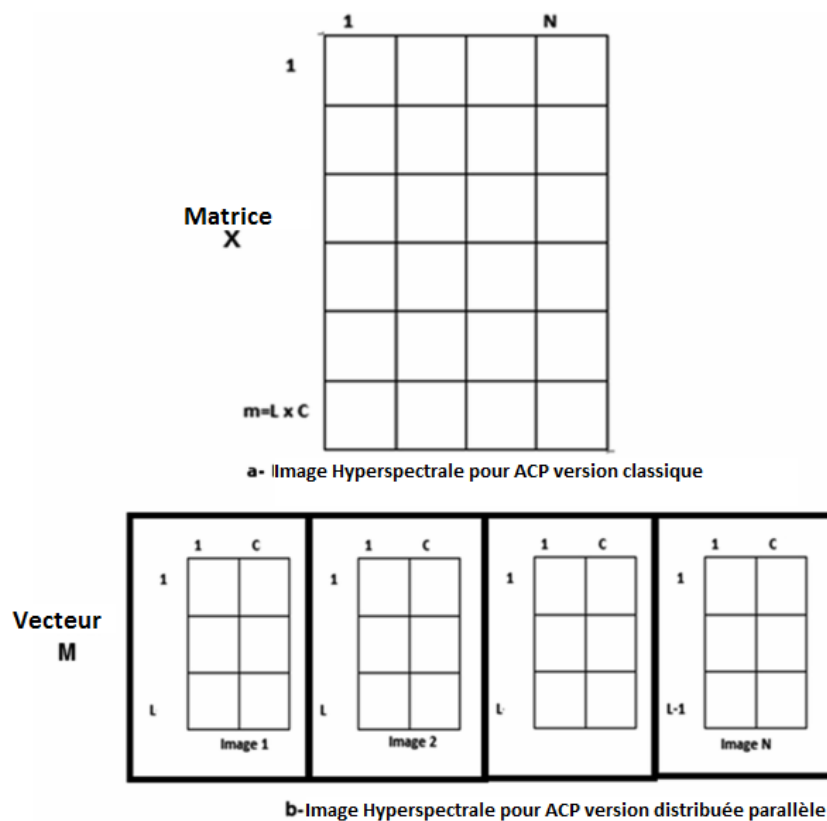 1 N
1
Matrice
X
m=L x C
a- Image Hyperspectrale pour ACP version classique
1 C 1 C 1 C 1 C
1 1 1 1
Vecteur
M
L L L L-1
Image 1 Image 2 Image N
b-Image Hyperspectrale pour ACP version distribuée parallèle